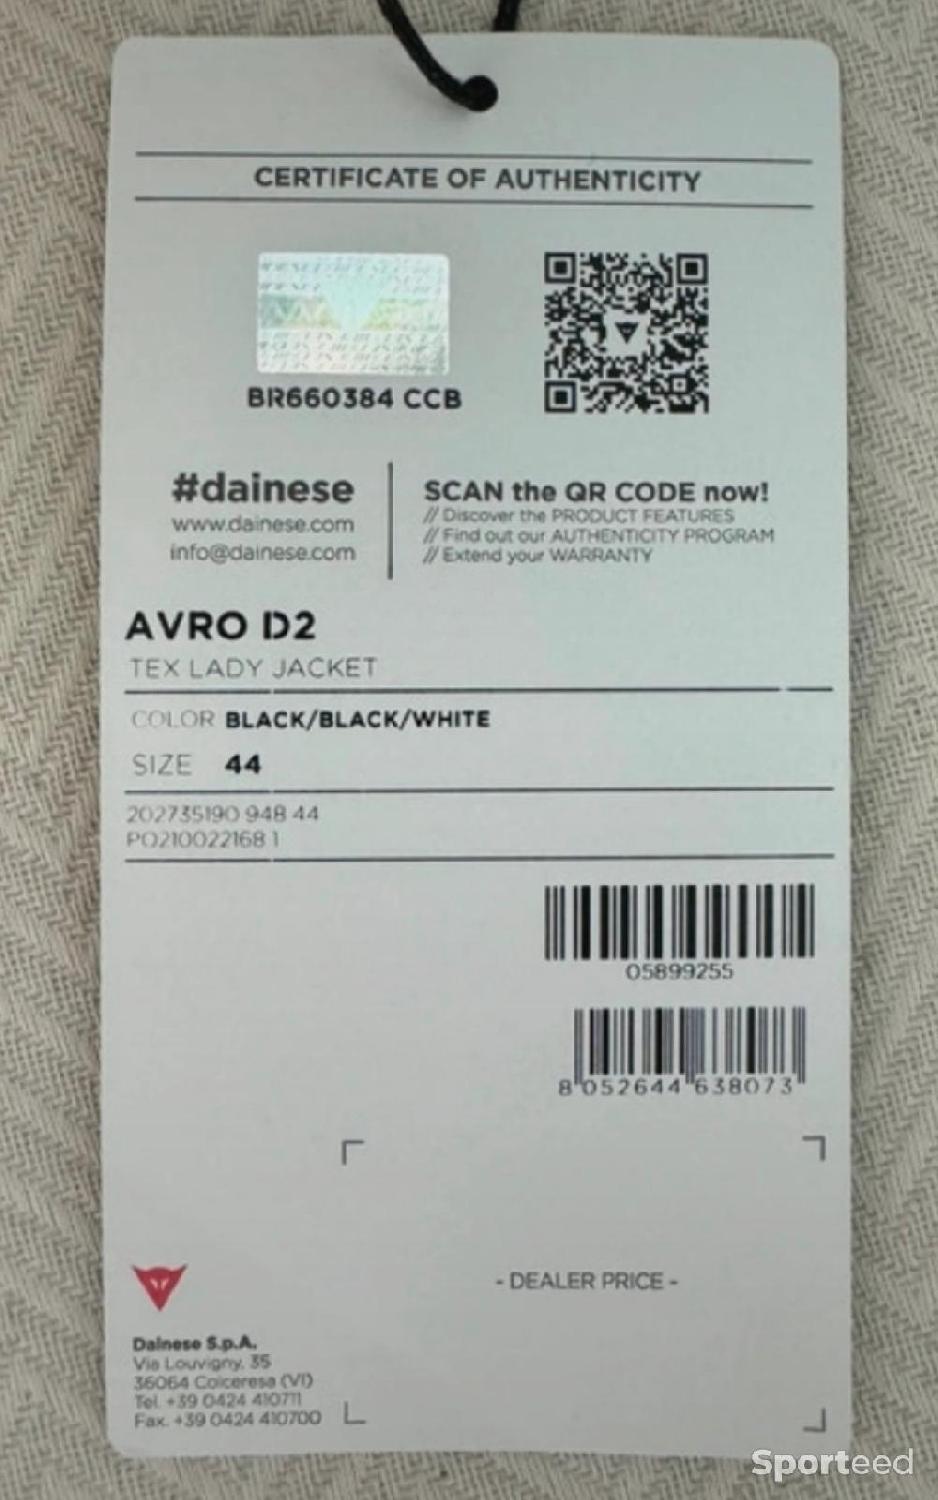 CERTIFICATE OF AUTHENTICITY
BR660384 CCB
#dainese
www.dainese.com
info@dainese.com
SCAN the QR CODE now!
// Discover the PRODUCT FEATURES
// Find out our AUTHENTICITY PROGRAM
// Extend your WARRANTY
AVRO D2
TEX LADY JACKET
COLOR BLACK/BLACK/WHITE
SIZE 44
202735190 948 44
PO210022168 1
05899255
8 052644 638073
- DEALER PRICE -
Dainese S.p.A.
Via Louvigny, 35
36064 Colceresa (VI)
Tel. +39 0424 410711
Fax. +39 0424 410700
Sporteed